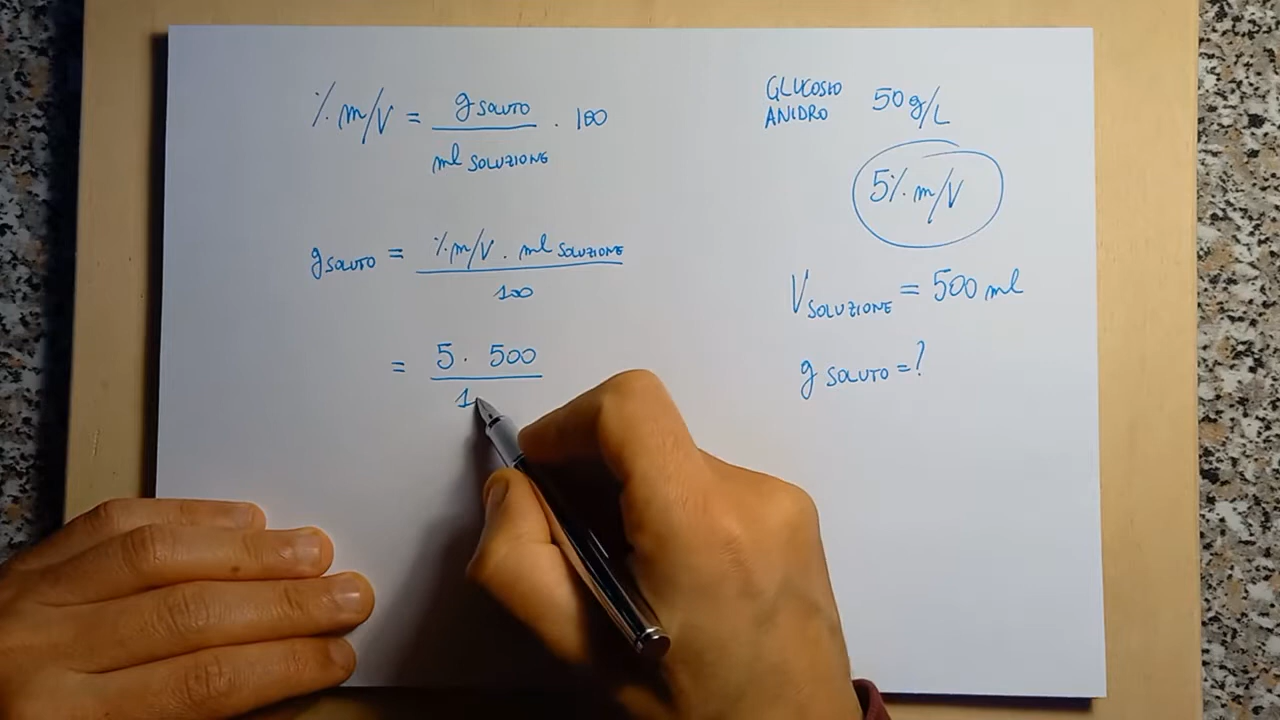 % m/V = g SOLUTO / ml SOLUZIONE · 100
g SOLUTO = % m/V · ml SOLUZIONE / 100
= 5 · 500 / 1
GLUCOSIO
ANIDRO
50 g/L
5% m/V
V SOLUZIONE = 500 ml
g SOLUTO = ?